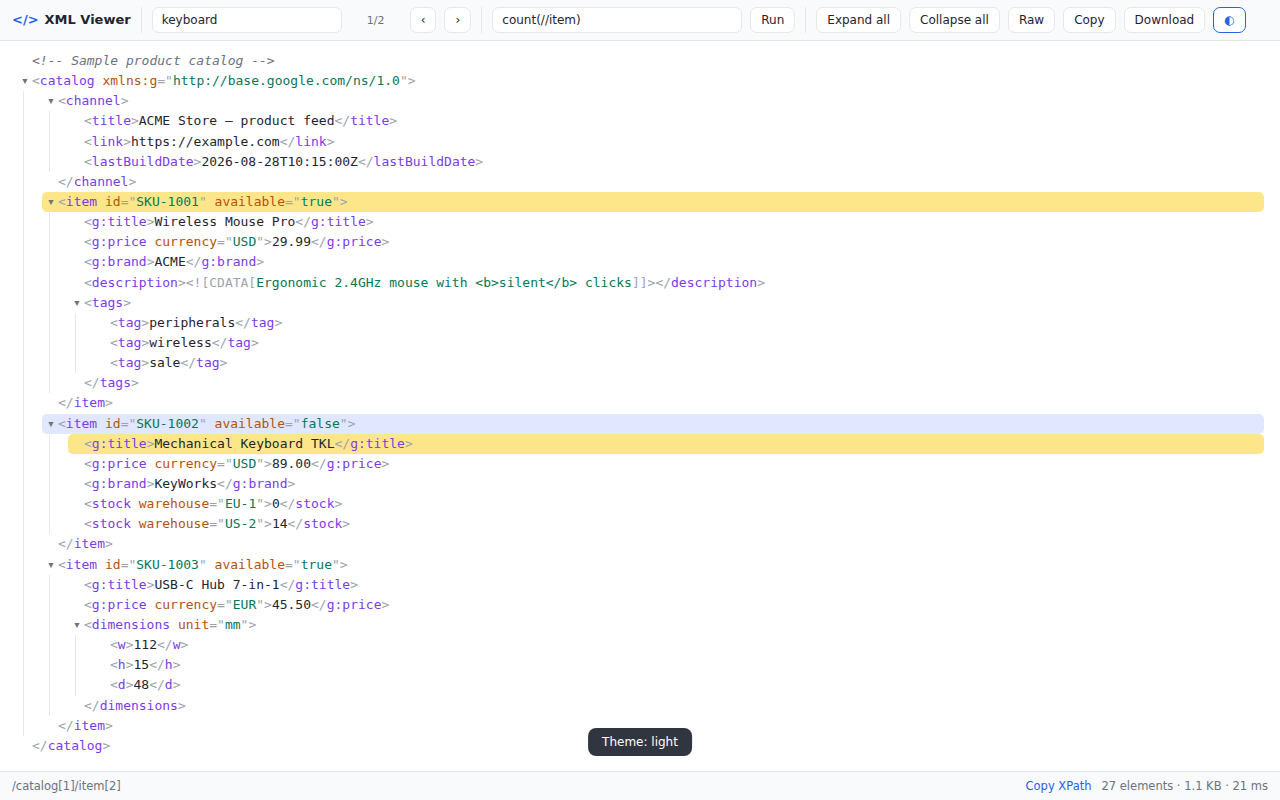 </> XML Viewer keyboard 1/2 ‹ › count(//item) Run Expand all Collapse all Raw Copy Download ◐
<!-- Sample product catalog -->
▾ <catalog xmlns:g="http://base.google.com/ns/1.0">
▾ <channel>
<title>ACME Store — product feed</title>
<link>https://example.com</link>
<lastBuildDate>2026-08-28T10:15:00Z</lastBuildDate>
</channel>
▾ <item id="SKU-1001" available="true">
<g:title>Wireless Mouse Pro</g:title>
<g:price currency="USD">29.99</g:price>
<g:brand>ACME</g:brand>
<description><![CDATA[Ergonomic 2.4GHz mouse with <b>silent</b> clicks]]></description>
▾ <tags>
<tag>peripherals</tag>
<tag>wireless</tag>
<tag>sale</tag>
</tags>
</item>
▾ <item id="SKU-1002" available="false">
<g:title>Mechanical Keyboard TKL</g:title>
<g:price currency="USD">89.00</g:price>
<g:brand>KeyWorks</g:brand>
<stock warehouse="EU-1">0</stock>
<stock warehouse="US-2">14</stock>
</item>
▾ <item id="SKU-1003" available="true">
<g:title>USB-C Hub 7-in-1</g:title>
<g:price currency="EUR">45.50</g:price>
▾ <dimensions unit="mm">
<w>112</w>
<h>15</h>
<d>48</d>
</dimensions>
</item>
</catalog>
Theme: light
/catalog[1]/item[2] Copy XPath 27 elements · 1.1 KB · 21 ms